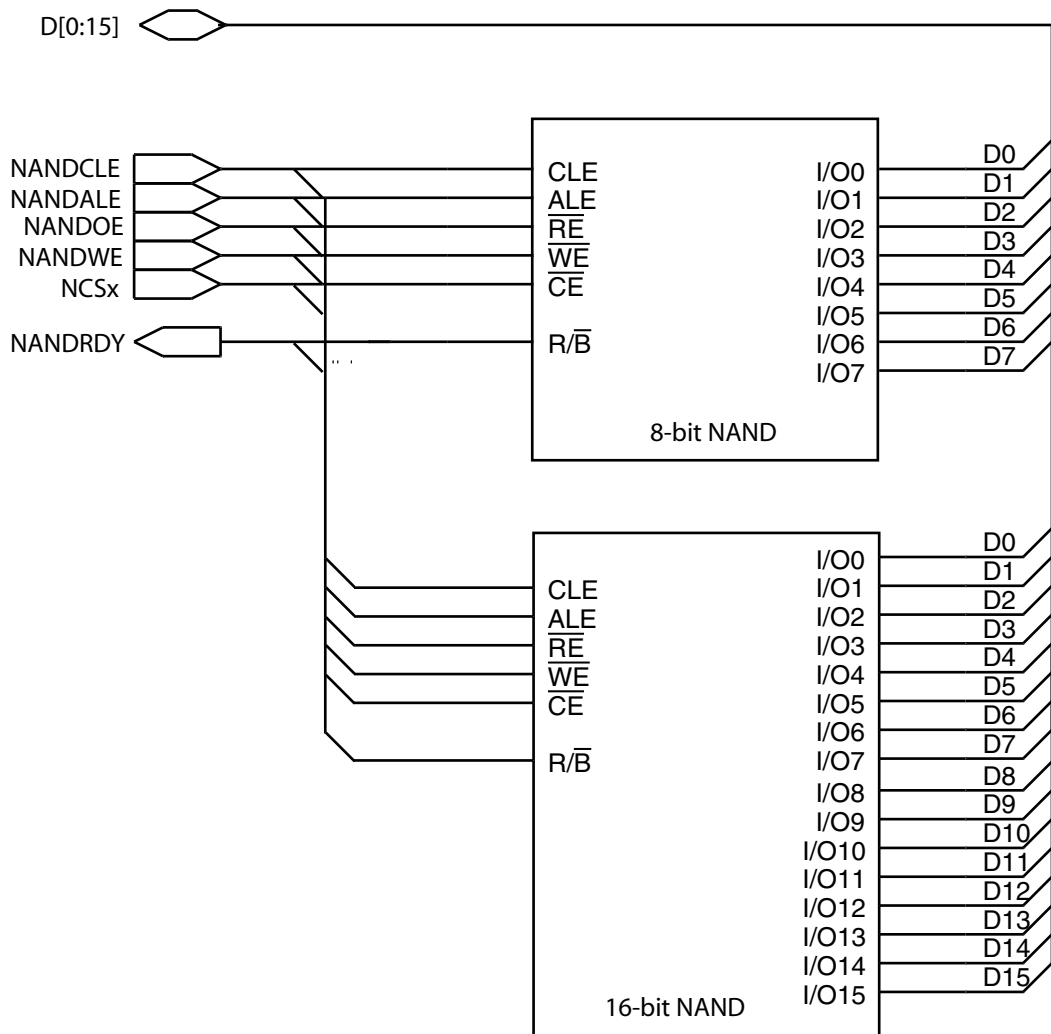 D[0:15]
NANDCLE
NANDALE
NANDOE
NANDWE
NCSx
NANDRDY
CLE
ALE
RE
WE
CE
R/B
I/O0
I/O1
I/O2
I/O3
I/O4
I/O5
I/O6
I/O7
D0
D1
D2
D3
D4
D5
D6
D7
8-bit NAND
CLE
ALE
RE
WE
CE
R/B
I/O0
I/O1
I/O2
I/O3
I/O4
I/O5
I/O6
I/O7
I/O8
I/O9
I/O10
I/O11
I/O12
I/O13
I/O14
I/O15
D0
D1
D2
D3
D4
D5
D6
D7
D8
D9
D10
D11
D12
D13
D14
D15
16-bit NAND